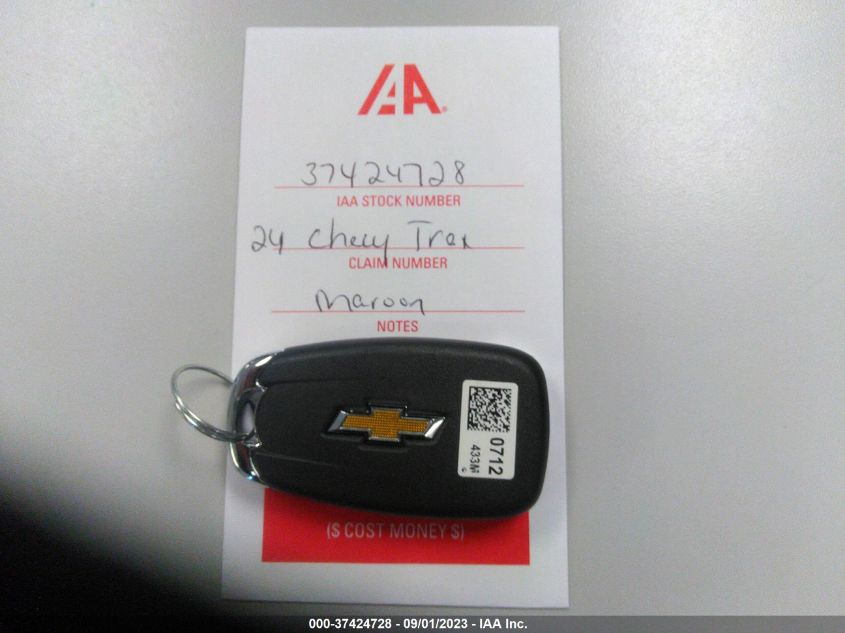 IAA®
37424728
IAA STOCK NUMBER
24 Chevy Trax
CLAIM NUMBER
Maroon
NOTES
0712
433M
($ COST MONEY $)
000-37424728 - 09/01/2023 - IAA Inc.